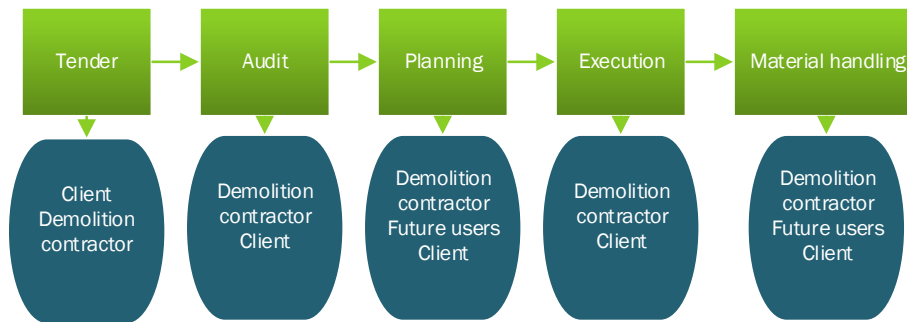 Tender
Audit
Planning
Execution
Material handling
Client
Demolition
contractor
Demolition
contractor
Client
Demolition
contractor
Future users
Client
Demolition
contractor
Client
Demolition
contractor
Future users
Client